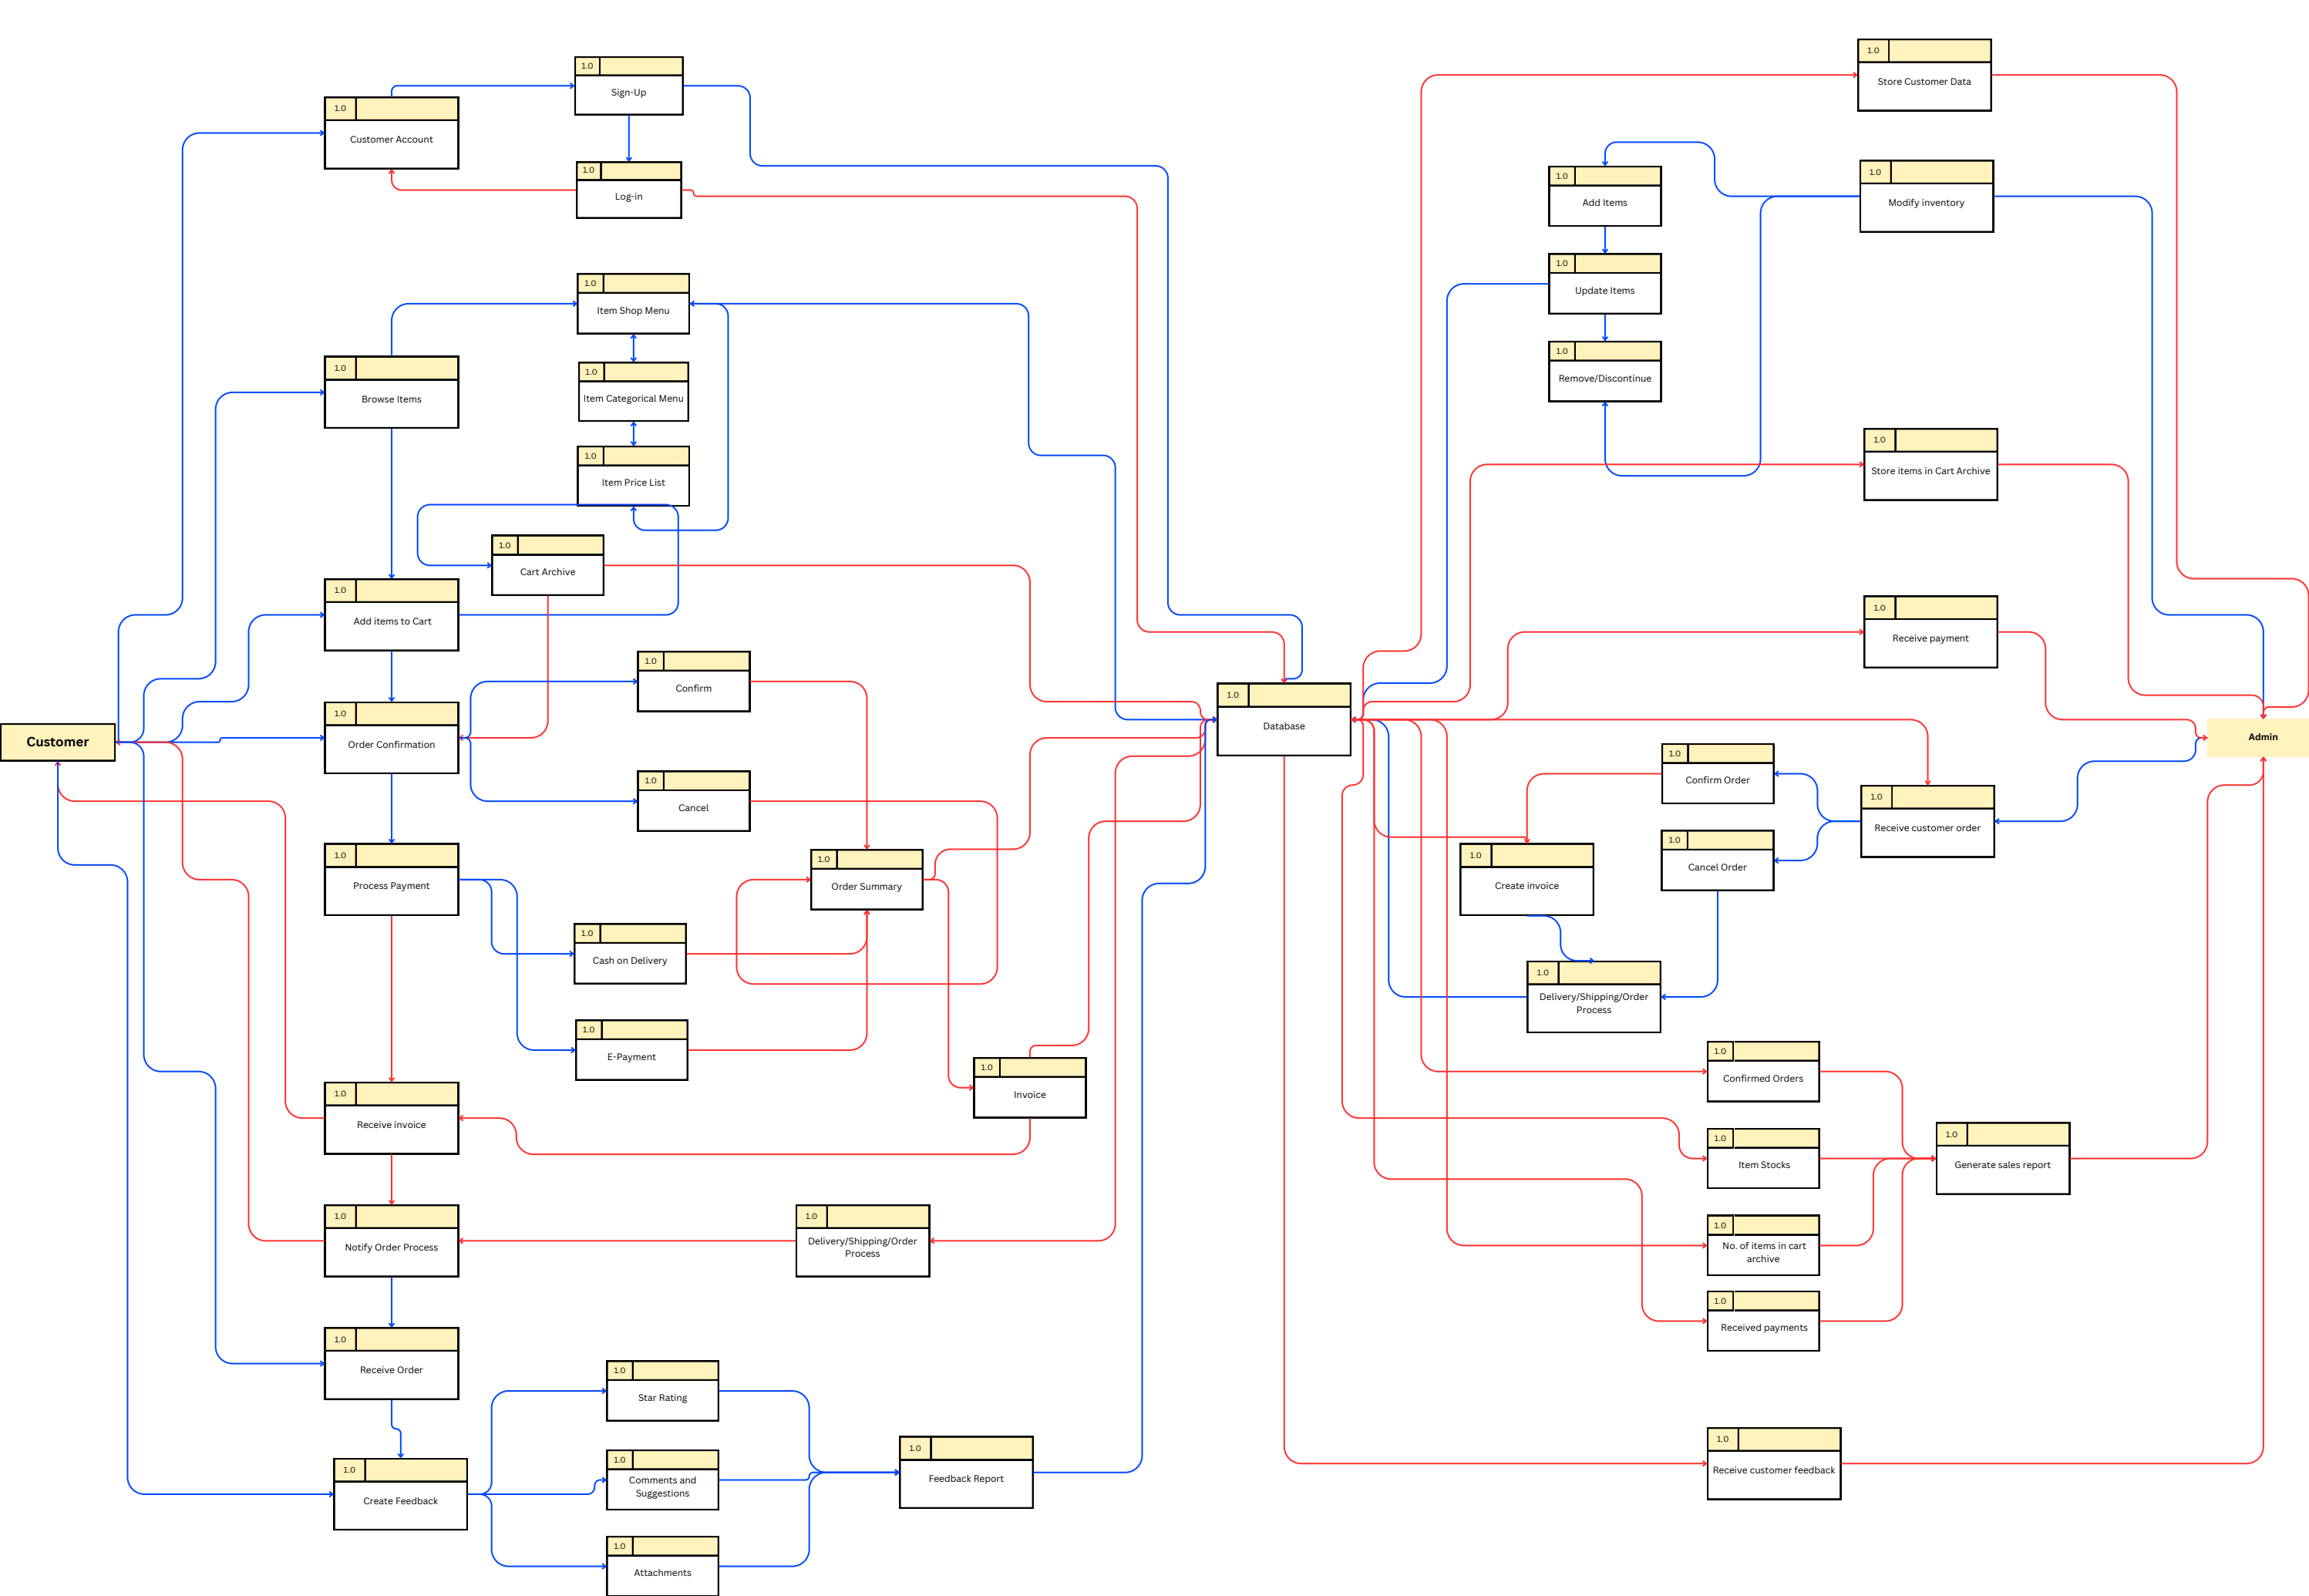 1.0
Store Customer Data
1.0
Sign-Up
1.0
Customer Account
1.0
Log-in
1.0
Add Items
1.0
Modify inventory
1.0
Update Items
1.0
Remove/Discontinue
1.0
Item Shop Menu
1.0
Browse Items
1.0
Item Categorical Menu
1.0
Item Price List
1.0
Store items in Cart Archive
1.0
Cart Archive
1.0
Add items to Cart
1.0
Receive payment
1.0
Confirm
1.0
Order Confirmation
Customer
1.0
Database
Admin
1.0
Cancel
1.0
Confirm Order
1.0
Receive customer order
1.0
Cancel Order
1.0
Process Payment
1.0
Order Summary
1.0
Create invoice
1.0
Cash on Delivery
1.0
Delivery/Shipping/Order
Process
1.0
E-Payment
1.0
Invoice
1.0
Confirmed Orders
1.0
Receive invoice
1.0
Item Stocks
1.0
Generate sales report
1.0
Notify Order Process
1.0
Delivery/Shipping/Order
Process
1.0
No. of items in cart
archive
1.0
Received payments
1.0
Receive Order
1.0
Star Rating
1.0
Comments and
Suggestions
1.0
Feedback Report
1.0
Receive customer feedback
1.0
Create Feedback
1.0
Attachments